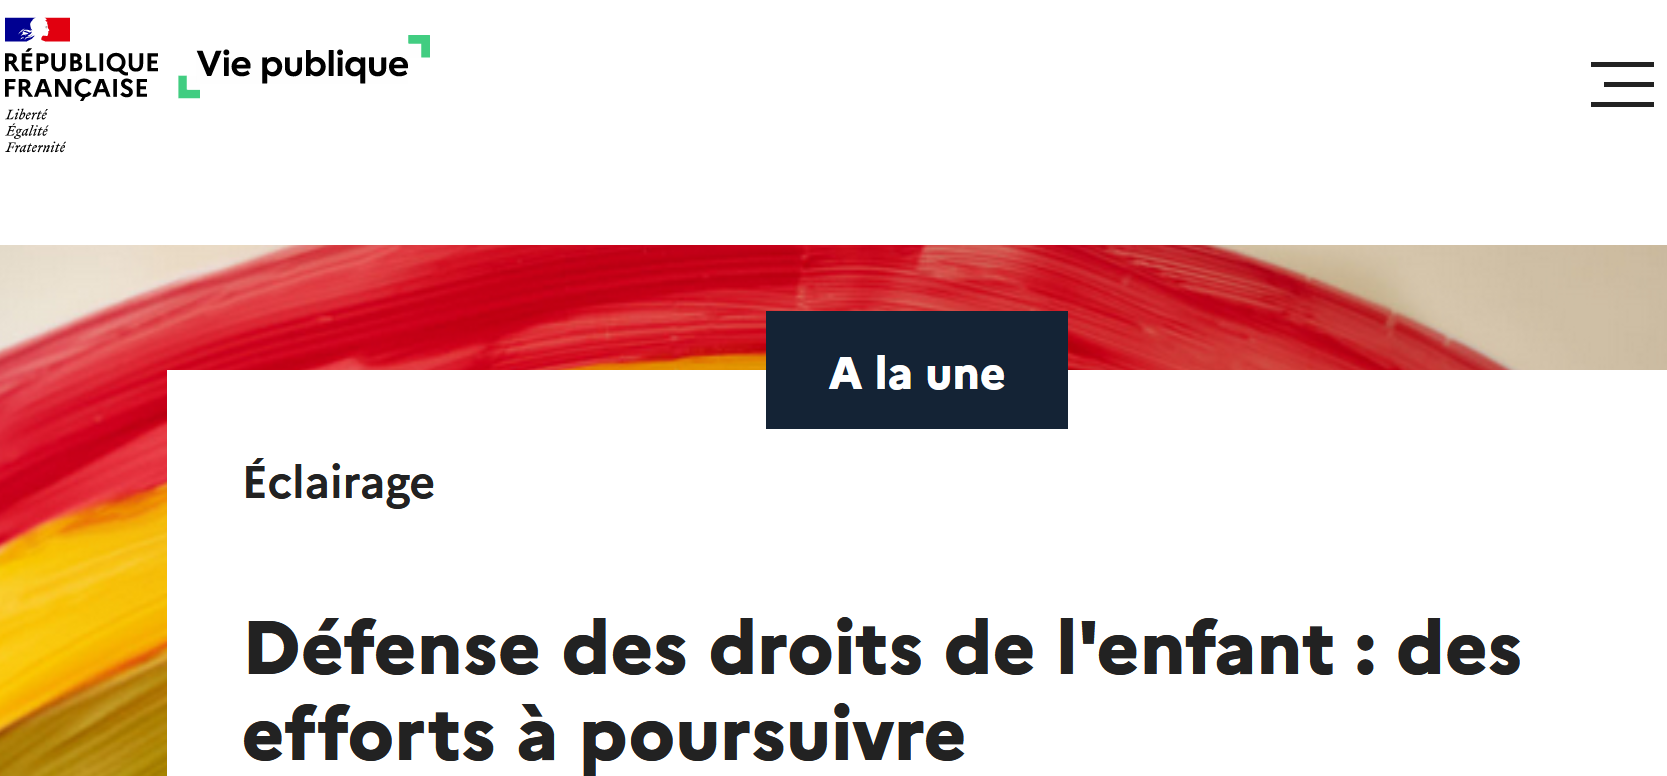 RÉPUBLIQUE
FRANÇAISE
Liberté
Égalité
Fraternité
Vie publique
A la une
Éclairage
Défense des droits de l'enfant : des
efforts à poursuivre